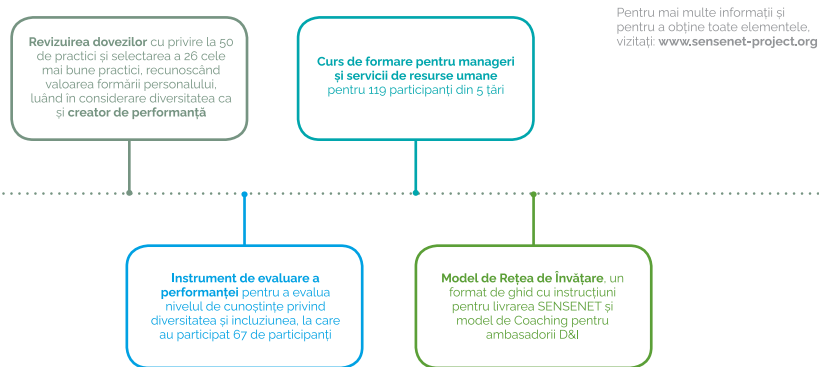 Pentru mai multe informații și
pentru a obține toate elementele,
vizitați: www.sensenet-project.org
Revizuirea dovezilor cu privire la 50
de practici și selectarea a 26 cele
mai bune practici, recunoscând
valoarea formării personalului,
luând în considerare diversitatea ca
și creator de performanță
Curs de formare pentru manageri
și servicii de resurse umane
pentru 119 participanți din 5 țări
Instrument de evaluare a
performanței pentru a evalua
nivelul de cunoștințe privind
diversitatea și incluziunea, la care
au participat 67 de participanți
Model de Rețea de Învățare, un
format de ghid cu instrucțiuni
pentru livrarea SENSENET și
model de Coaching pentru
ambasadorii D&I